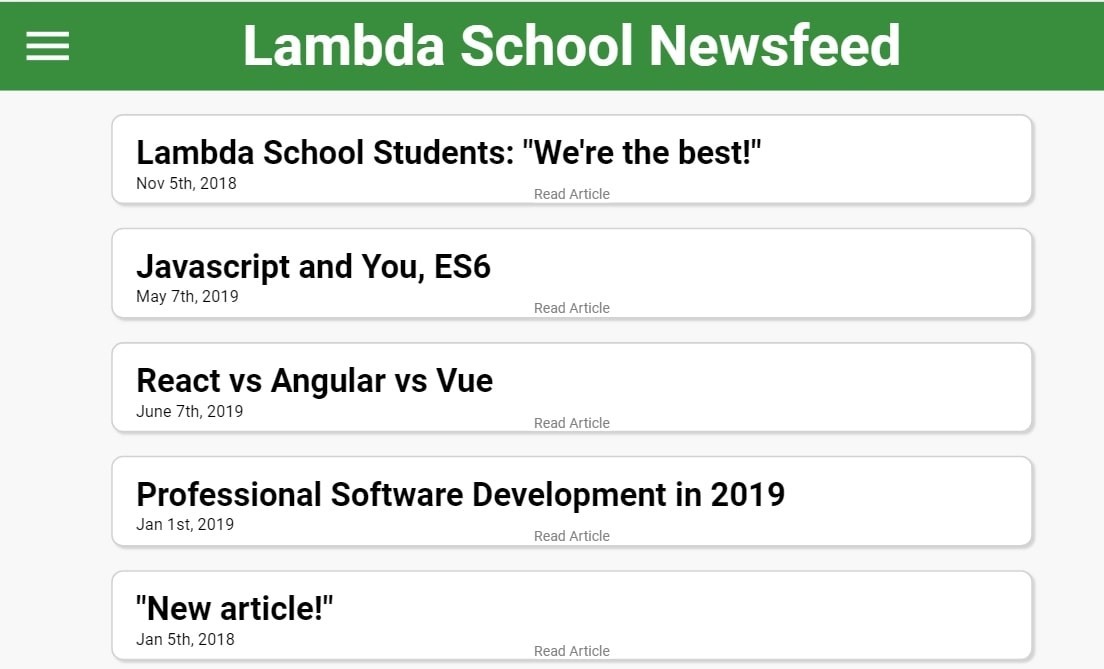 Lambda School Newsfeed
Lambda School Students: "We're the best!"
Nov 5th, 2018
Read Article
Javascript and You, ES6
May 7th, 2019
Read Article
React vs Angular vs Vue
June 7th, 2019
Read Article
Professional Software Development in 2019
Jan 1st, 2019
Read Article
"New article!"
Jan 5th, 2018
Read Article